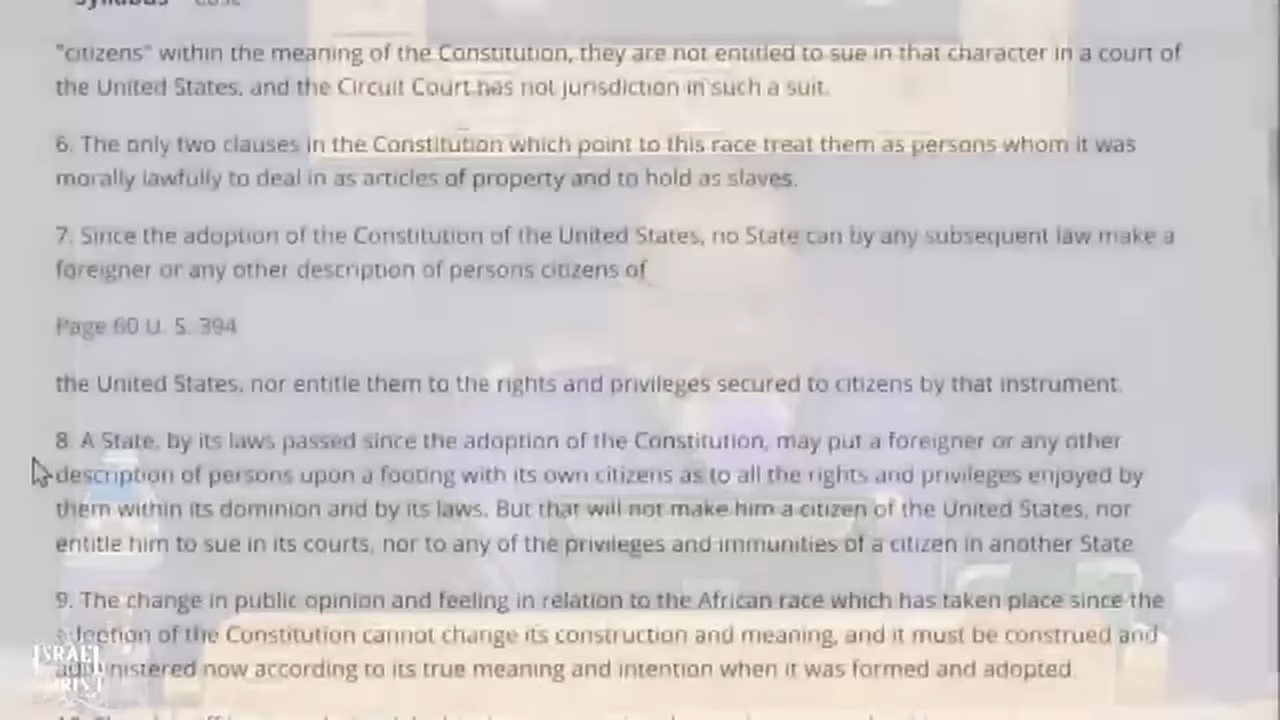 Syllabus Case
"citizens" within the meaning of the Constitution, they are not entitled to sue in that character in a court of
the United States, and the Circuit Court has not jurisdiction in such a suit.
6. The only two clauses in the Constitution which point to this race treat them as persons whom it was
morally lawfully to deal in as articles of property and to hold as slaves.
7. Since the adoption of the Constitution of the United States, no State can by any subsequent law make a
foreigner or any other description of persons citizens of
Page 60 U. S. 394
the United States, nor entitle them to the rights and privileges secured to citizens by that instrument.
8. A State, by its laws passed since the adoption of the Constitution, may put a foreigner or any other
description of persons upon a footing with its own citizens as to all the rights and privileges enjoyed by
them within its dominion and by its laws. But that will not make him a citizen of the United States, nor
entitle him to sue in its courts, nor to any of the privileges and immunities of a citizen in another State
9. The change in public opinion and feeling in relation to the African race which has taken place since the
adoption of the Constitution cannot change its construction and meaning, and it must be construed and
administered now according to its true meaning and intention when it was formed and adopted.
ISRAEL